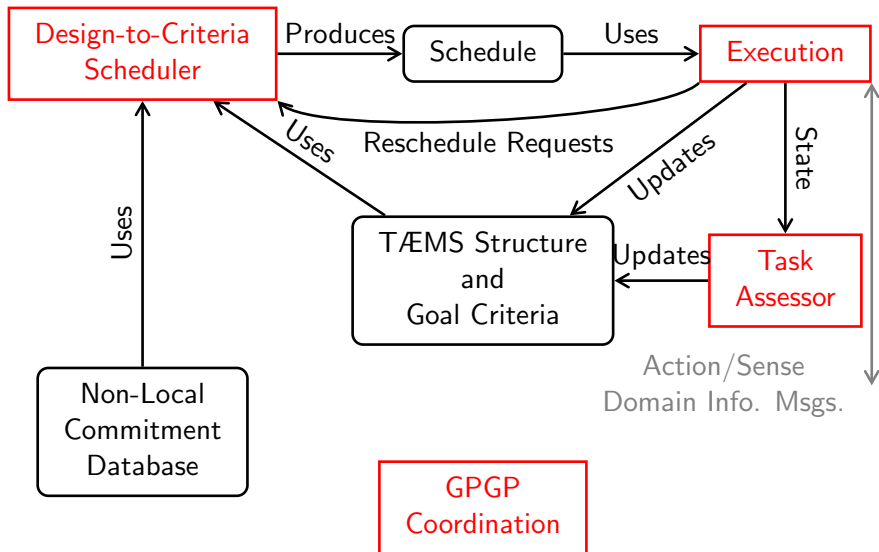 Design-to-Criteria
Scheduler
Produces
Schedule
Uses
Execution
Reschedule Requests
Uses
Updates
State
Uses
TÆMS Structure
and
Goal Criteria
Updates
Task
Assessor
Action/Sense
Domain Info. Msgs.
Non-Local
Commitment
Database
GPGP
Coordination